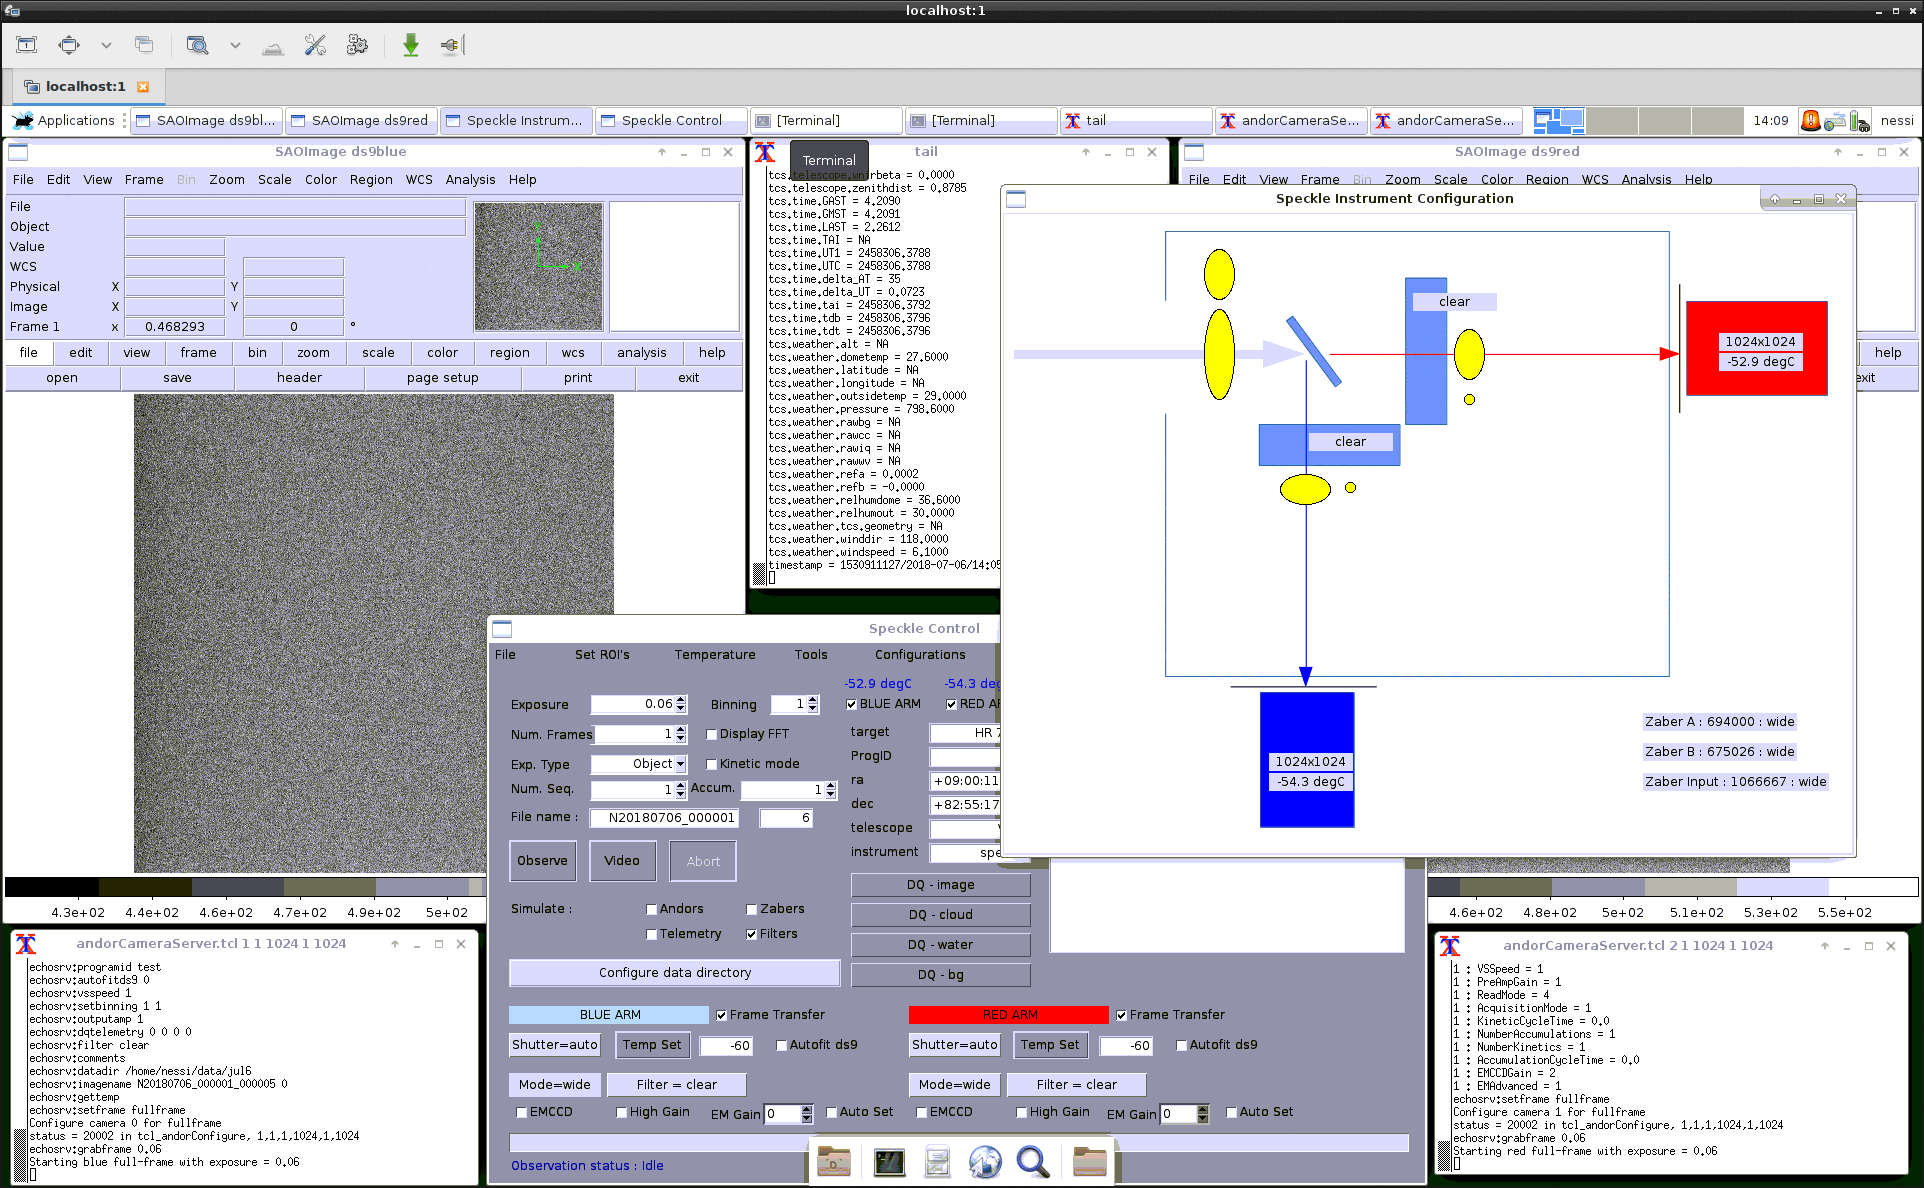 localhost:1
localhost:1
Applications
SAOImage ds9bl...
SAOImage ds9red
Speckle Instrum...
Speckle Control
[Terminal]
[Terminal]
tail
andorCameraSe...
andorCameraSe...
14:09
nessi
SAOImage ds9blue
File Edit View Frame Bin Zoom Scale Color Region WCS Analysis Help
File
Object
Value
WCS
Physical X Y
Image X Y
Frame 1 x 0.468293 0 °
Y
X
file edit view frame bin zoom scale color region wcs analysis help
open save header page setup print exit
4.3e+02 4.4e+02 4.6e+02 4.7e+02 4.9e+02 5e+02
tail
Terminal
tcs.time.GAST = 4.2090
tcs.telescope.zenithdist = 0.8785
tcs.time.GMST = 4.2091
tcs.time.LAST = 2.2612
tcs.time.TAI = NA
tcs.time.UT1 = 2458306.3788
tcs.time.UTC = 2458306.3788
tcs.time.delta_AT = 35
tcs.time.delta_UT = 0.0723
tcs.time.tai = 2458306.3792
tcs.time.tdb = 2458306.3796
tcs.time.tdt = 2458306.3796
tcs.weather.alt = NA
tcs.weather.dometemp = 27.6000
tcs.weather.latitude = NA
tcs.weather.longitude = NA
tcs.weather.outsidetemp = 29.0000
tcs.weather.pressure = 798.6000
tcs.weather.rawbg = NA
tcs.weather.rawcc = NA
tcs.weather.rawiq = NA
tcs.weather.rawwv = NA
tcs.weather.refa = 0.0002
tcs.weather.refb = -0.0000
tcs.weather.relhumdome = 36.6000
tcs.weather.relhumout = 30.0000
tcs.weather.tcs.geometry = NA
tcs.weather.winddir = 118.0000
tcs.weather.windspeed = 6.1000
timestamp = 1530911127/2018-07-06/14:05
SAOImage ds9red
File Edit View Frame Bin Zoom Scale Color Region WCS Analysis Help
help
exit
4.6e+02 4.8e+02 5e+02 5.1e+02 5.3e+02 5.5e+02
Speckle Instrument Configuration
clear
1024x1024
-52.9 degC
clear
1024x1024
-54.3 degC
Zaber A : 694000 : wide
Zaber B : 675026 : wide
Zaber Input : 1066667 : wide
Speckle Control
File Set ROI's Temperature Tools Configurations
-52.9 degC -54.3 deg
Exposure 0.06 Binning 1 BLUE ARM RED A
Num. Frames 1 Display FFT
Exp. Type Object Kinetic mode
Num. Seq. 1 Accum. 1
File name : N20180706_000001 6
target HR
ProgID
ra +09:00:11
dec +82:55:17
telescope
instrument spe
Observe Video Abort
DQ - image
DQ - cloud
DQ - water
DQ - bg
Simulate : Andors Zabers
Telemetry Filters
Configure data directory
BLUE ARM Frame Transfer
Shutter=auto Temp Set -60 Autofit ds9
Mode=wide Filter = clear
EMCCD High Gain EM Gain 0 Auto Set
RED ARM Frame Transfer
Shutter=auto Temp Set -60 Autofit ds9
Mode=wide Filter = clear
EMCCD High Gain EM Gain 0 Auto Set
Observation status : Idle
andorCameraServer.tcl 1 1 1024 1 1024
echosrv:programid test
echosrv:autofitds9 0
echosrv:vsspeed 1
echosrv:setbinning 1 1
echosrv:outputamp 1
echosrv:dqtelemetry 0 0 0 0
echosrv:filter clear
echosrv:comments
echosrv:datadir /home/nessi/data/jul6
echosrv:imagename N20180706_000001_000005 0
echosrv:gettemp
echosrv:setframe fullframe
Configure camera 0 for fullframe
status = 20002 in tcl_andorConfigure, 1,1,1,1024,1,1024
echosrv:grabframe 0.06
Starting blue full-frame with exposure = 0.06
andorCameraServer.tcl 2 1 1024 1 1024
1 : VSSpeed = 1
1 : PreAmpGain = 1
1 : ReadMode = 4
1 : AcquisitionMode = 1
1 : KineticCycleTime = 0.0
1 : NumberAccumulations = 1
1 : NumberKinetics = 1
1 : AccumulationCycleTime = 0.0
1 : EMCCDGain = 2
1 : EMAdvanced = 1
echosrv:setframe fullframe
Configure camera 1 for fullframe
status = 20002 in tcl_andorConfigure, 1,1,1,1024,1,1024
echosrv:grabframe 0.06
Starting red full-frame with exposure = 0.06